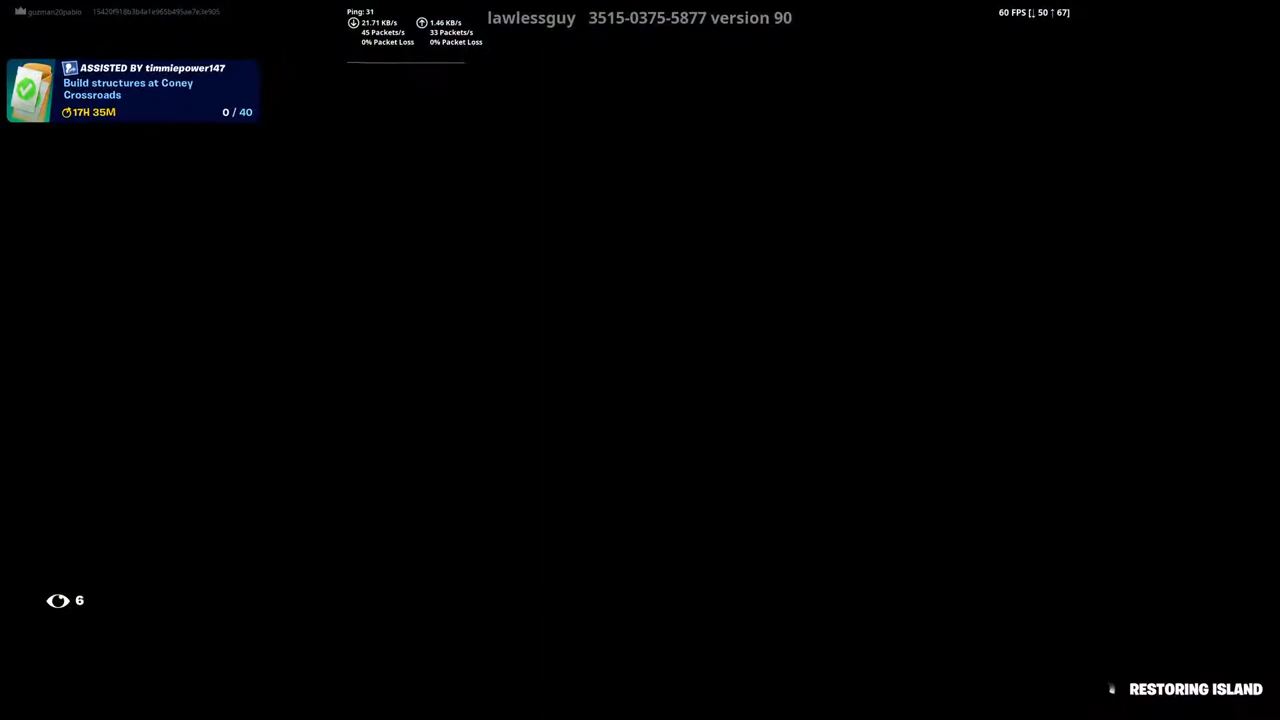 guzman20pablo
Ping: 31
21.71 KB/s 1.46 KB/s
45 Packets/s 33 Packets/s
0% Packet Loss 0% Packet Loss
lawlessguy 3515-0375-5877 version 90
60 FPS [↓ 50 ↑ 67]
ASSISTED BY timmiepower147
Build structures at Coney
Crossroads
17H 35M 0 / 40
6
RESTORING ISLAND